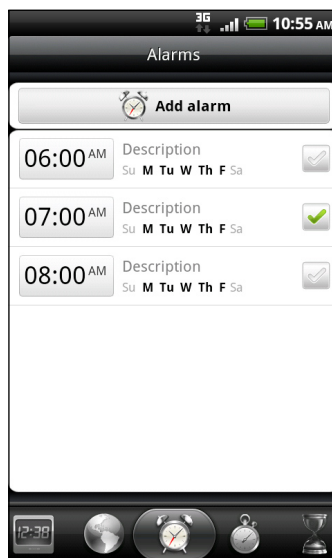 3G 10:55 AM
Alarms
Add alarm
06:00 AM Description
Su M Tu W Th F Sa
07:00 AM Description
Su M Tu W Th F Sa
08:00 AM Description
Su M Tu W Th F Sa
12:38